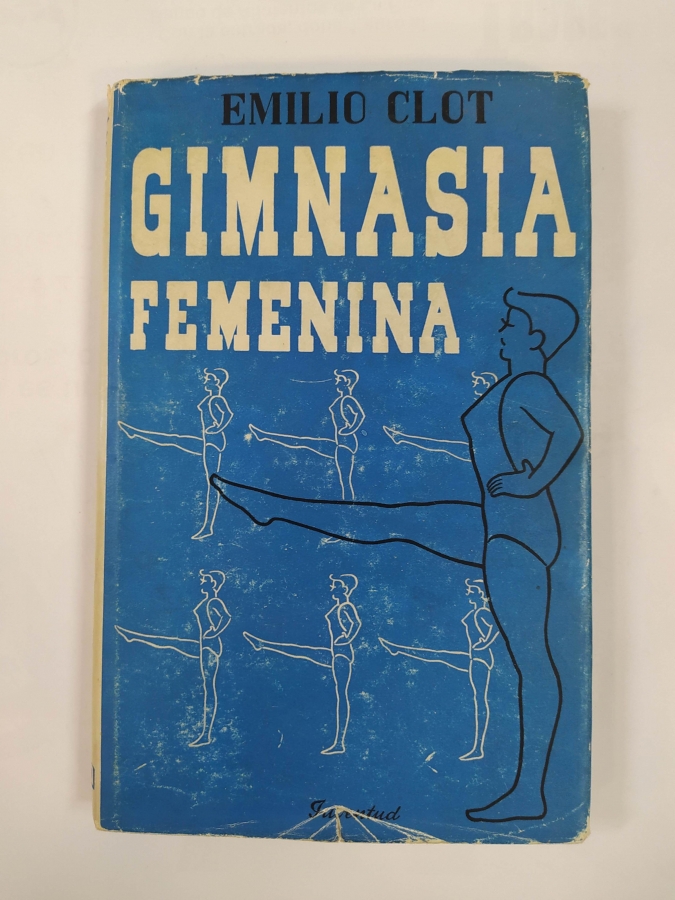 EMILIO CLOT
GIMNASIA
FEMENINA
Juventud